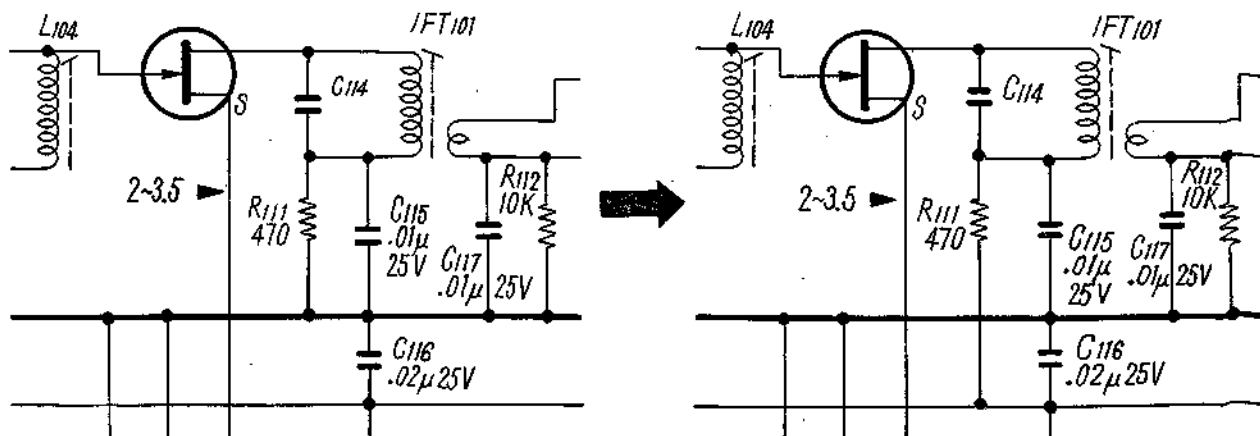 L104
IFT101
C114
S
2~3.5
R111
470
C115
.01μ
25V
R112
10K
C117
.01μ 25V
C116
.02μ 25V
L104
IFT101
C114
S
2~3.5
R111
470
C115
.01μ
25V
R112
10K
C117
.01μ 25V
C116
.02μ 25V